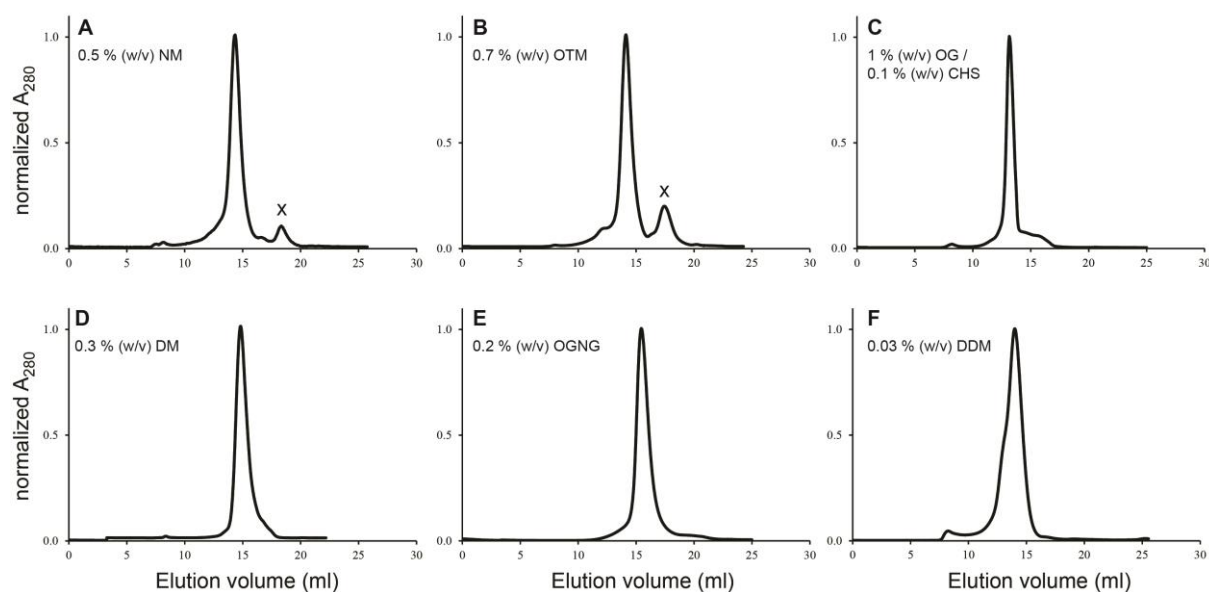 A
0.5 % (w/v) NM
normalized A280
1.0
0.5
0.0
x
0 5 10 15 20 25 30
B
0.7 % (w/v) OTM
1.0
0.5
0.0
x
0 5 10 15 20 25 30
C
1 % (w/v) OG /
0.1 % (w/v) CHS
1.0
0.5
0.0
0 5 10 15 20 25 30
D
0.3 % (w/v) DM
normalized A280
1.0
0.5
0.0
0 5 10 15 20 25 30
Elution volume (ml)
E
0.2 % (w/v) OGNG
1.0
0.5
0.0
0 5 10 15 20 25 30
Elution volume (ml)
F
0.03 % (w/v) DDM
1.0
0.5
0.0
0 5 10 15 20 25 30
Elution volume (ml)